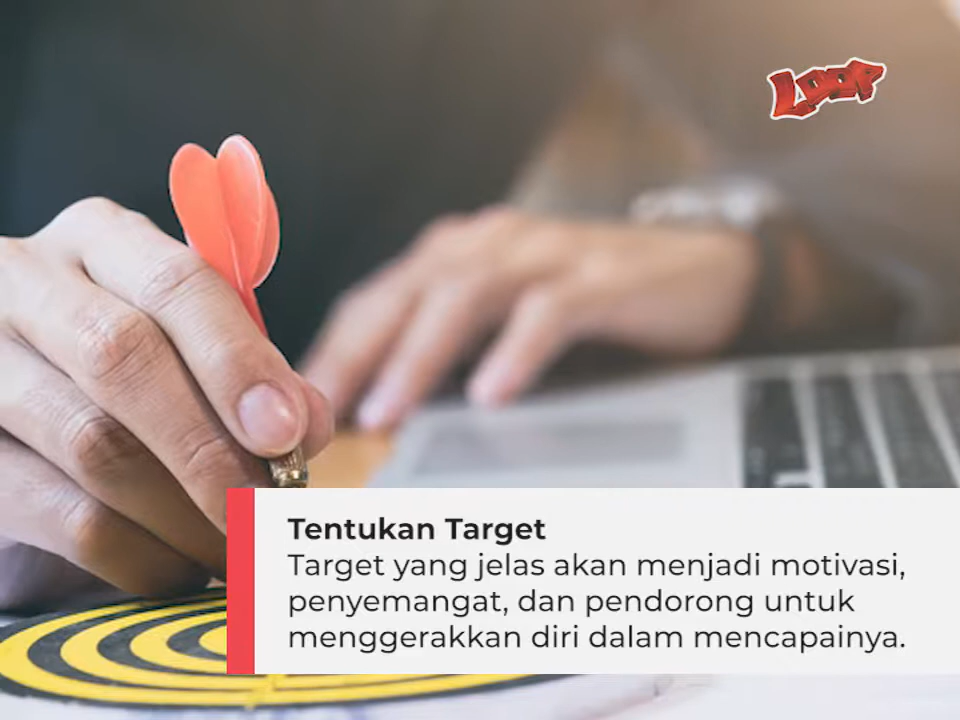 LOOP
Tentukan Target
Target yang jelas akan menjadi motivasi,
penyemangat, dan pendorong untuk
menggerakkan diri dalam mencapainya.